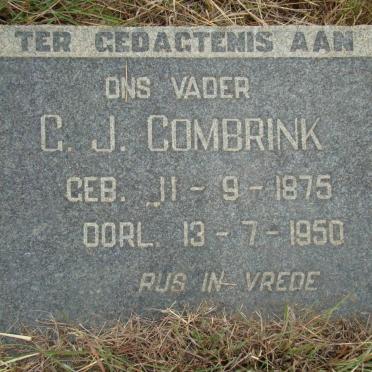 TER GEDAGTENIS AAN
ONS VADER
C. J. COMBRINK
GEB. 11 - 9 - 1875
OORL. 13 - 7 - 1950
RUS IN VREDE